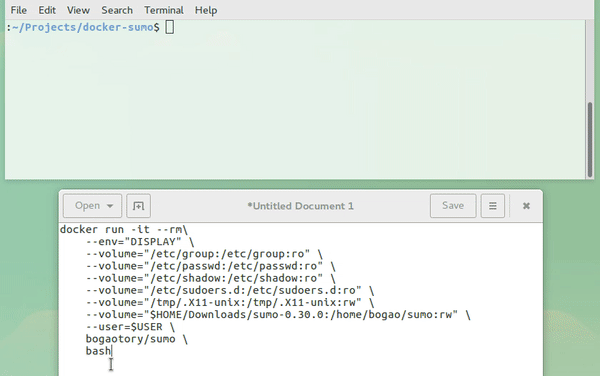 File Edit View Search Terminal Help
:~/Projects/docker-sumo$
Open *Untitled Document 1 Save
docker run -it --rm\
--env="DISPLAY" \
--volume="/etc/group:/etc/group:ro" \
--volume="/etc/passwd:/etc/passwd:ro" \
--volume="/etc/shadow:/etc/shadow:ro" \
--volume="/etc/sudoers.d:/etc/sudoers.d:ro" \
--volume="/tmp/.X11-unix:/tmp/.X11-unix:rw" \
--volume="$HOME/Downloads/sumo-0.30.0:/home/bogao/sumo:rw" \
--user=$USER \
bogaotory/sumo \
bash